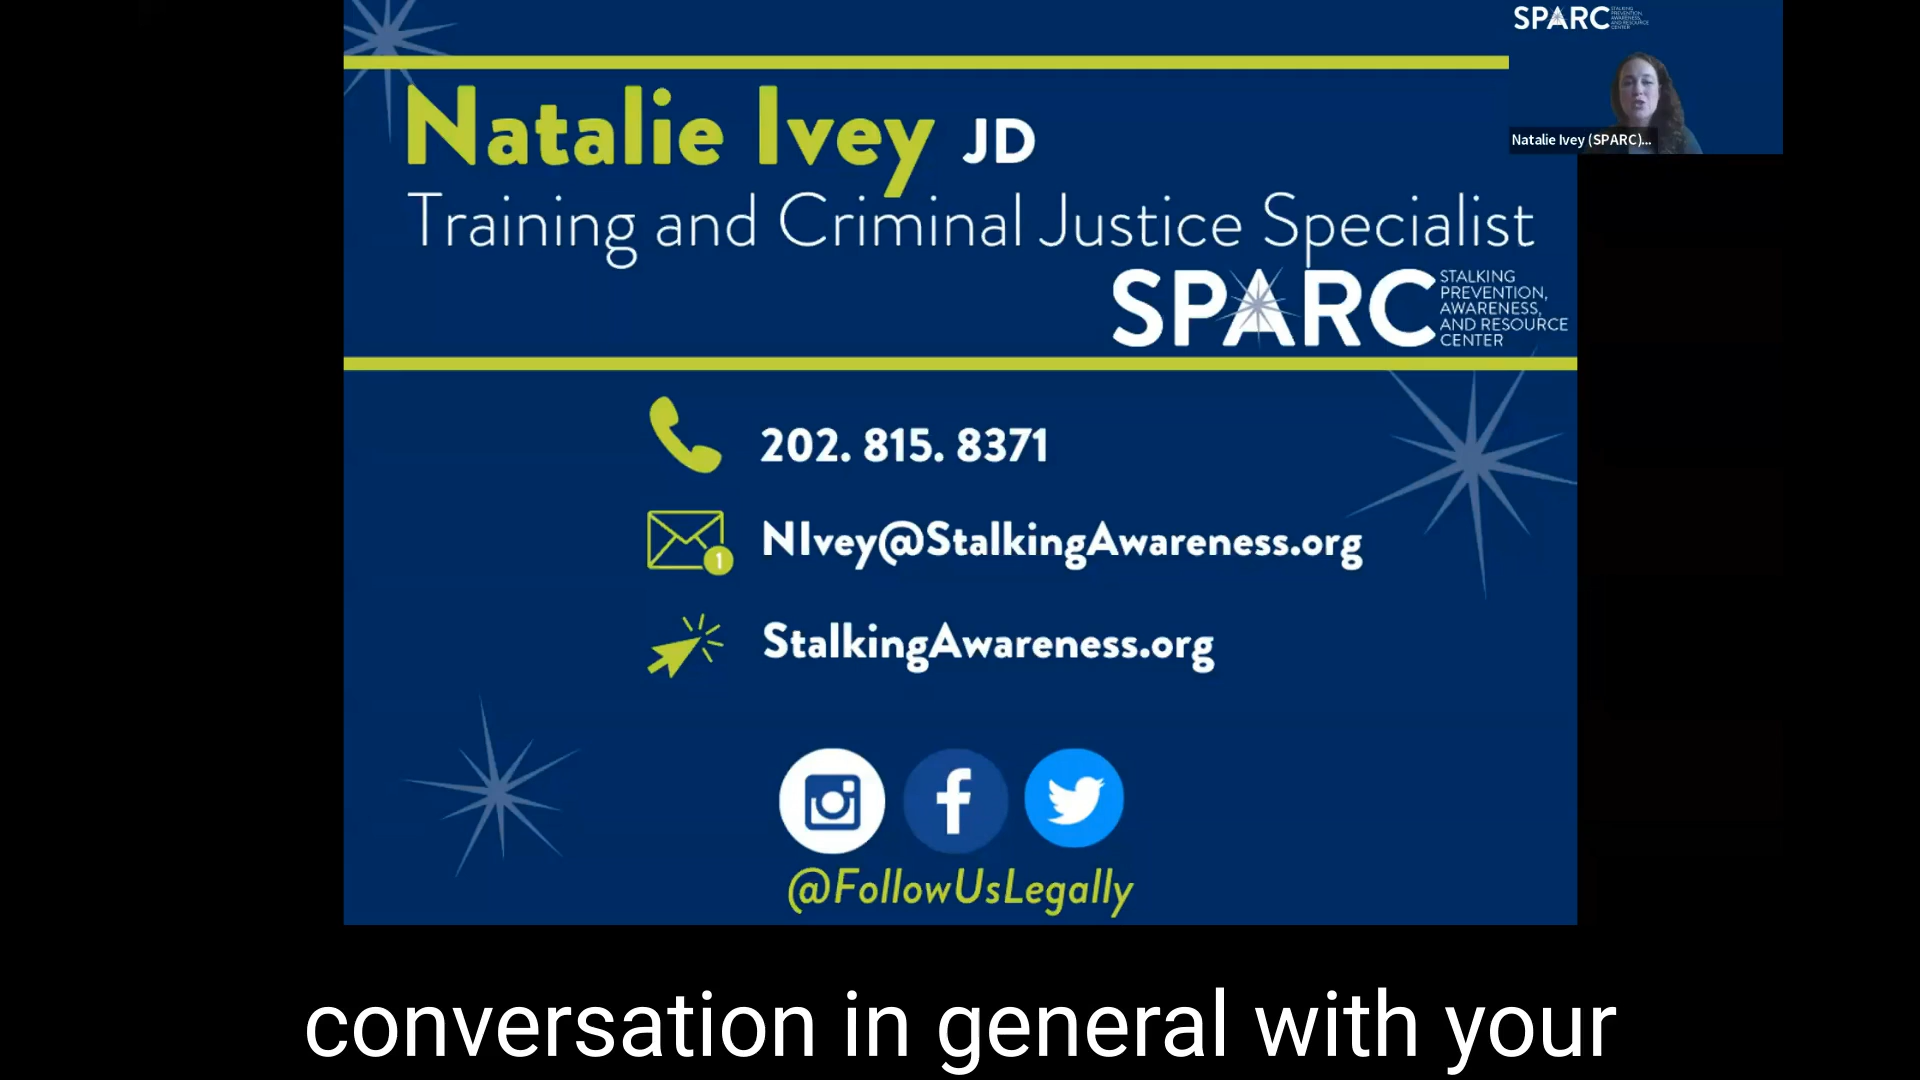 SPARC
Natalie Ivey JD
Natalie Ivey (SPARC)...
Training and Criminal Justice Specialist
SPARC
STALKING
PREVENTION,
AWARENESS,
AND RESOURCE
CENTER
202. 815. 8371
1
NIvey@StalkingAwareness.org
StalkingAwareness.org
@FollowUsLegally
conversation in general with your